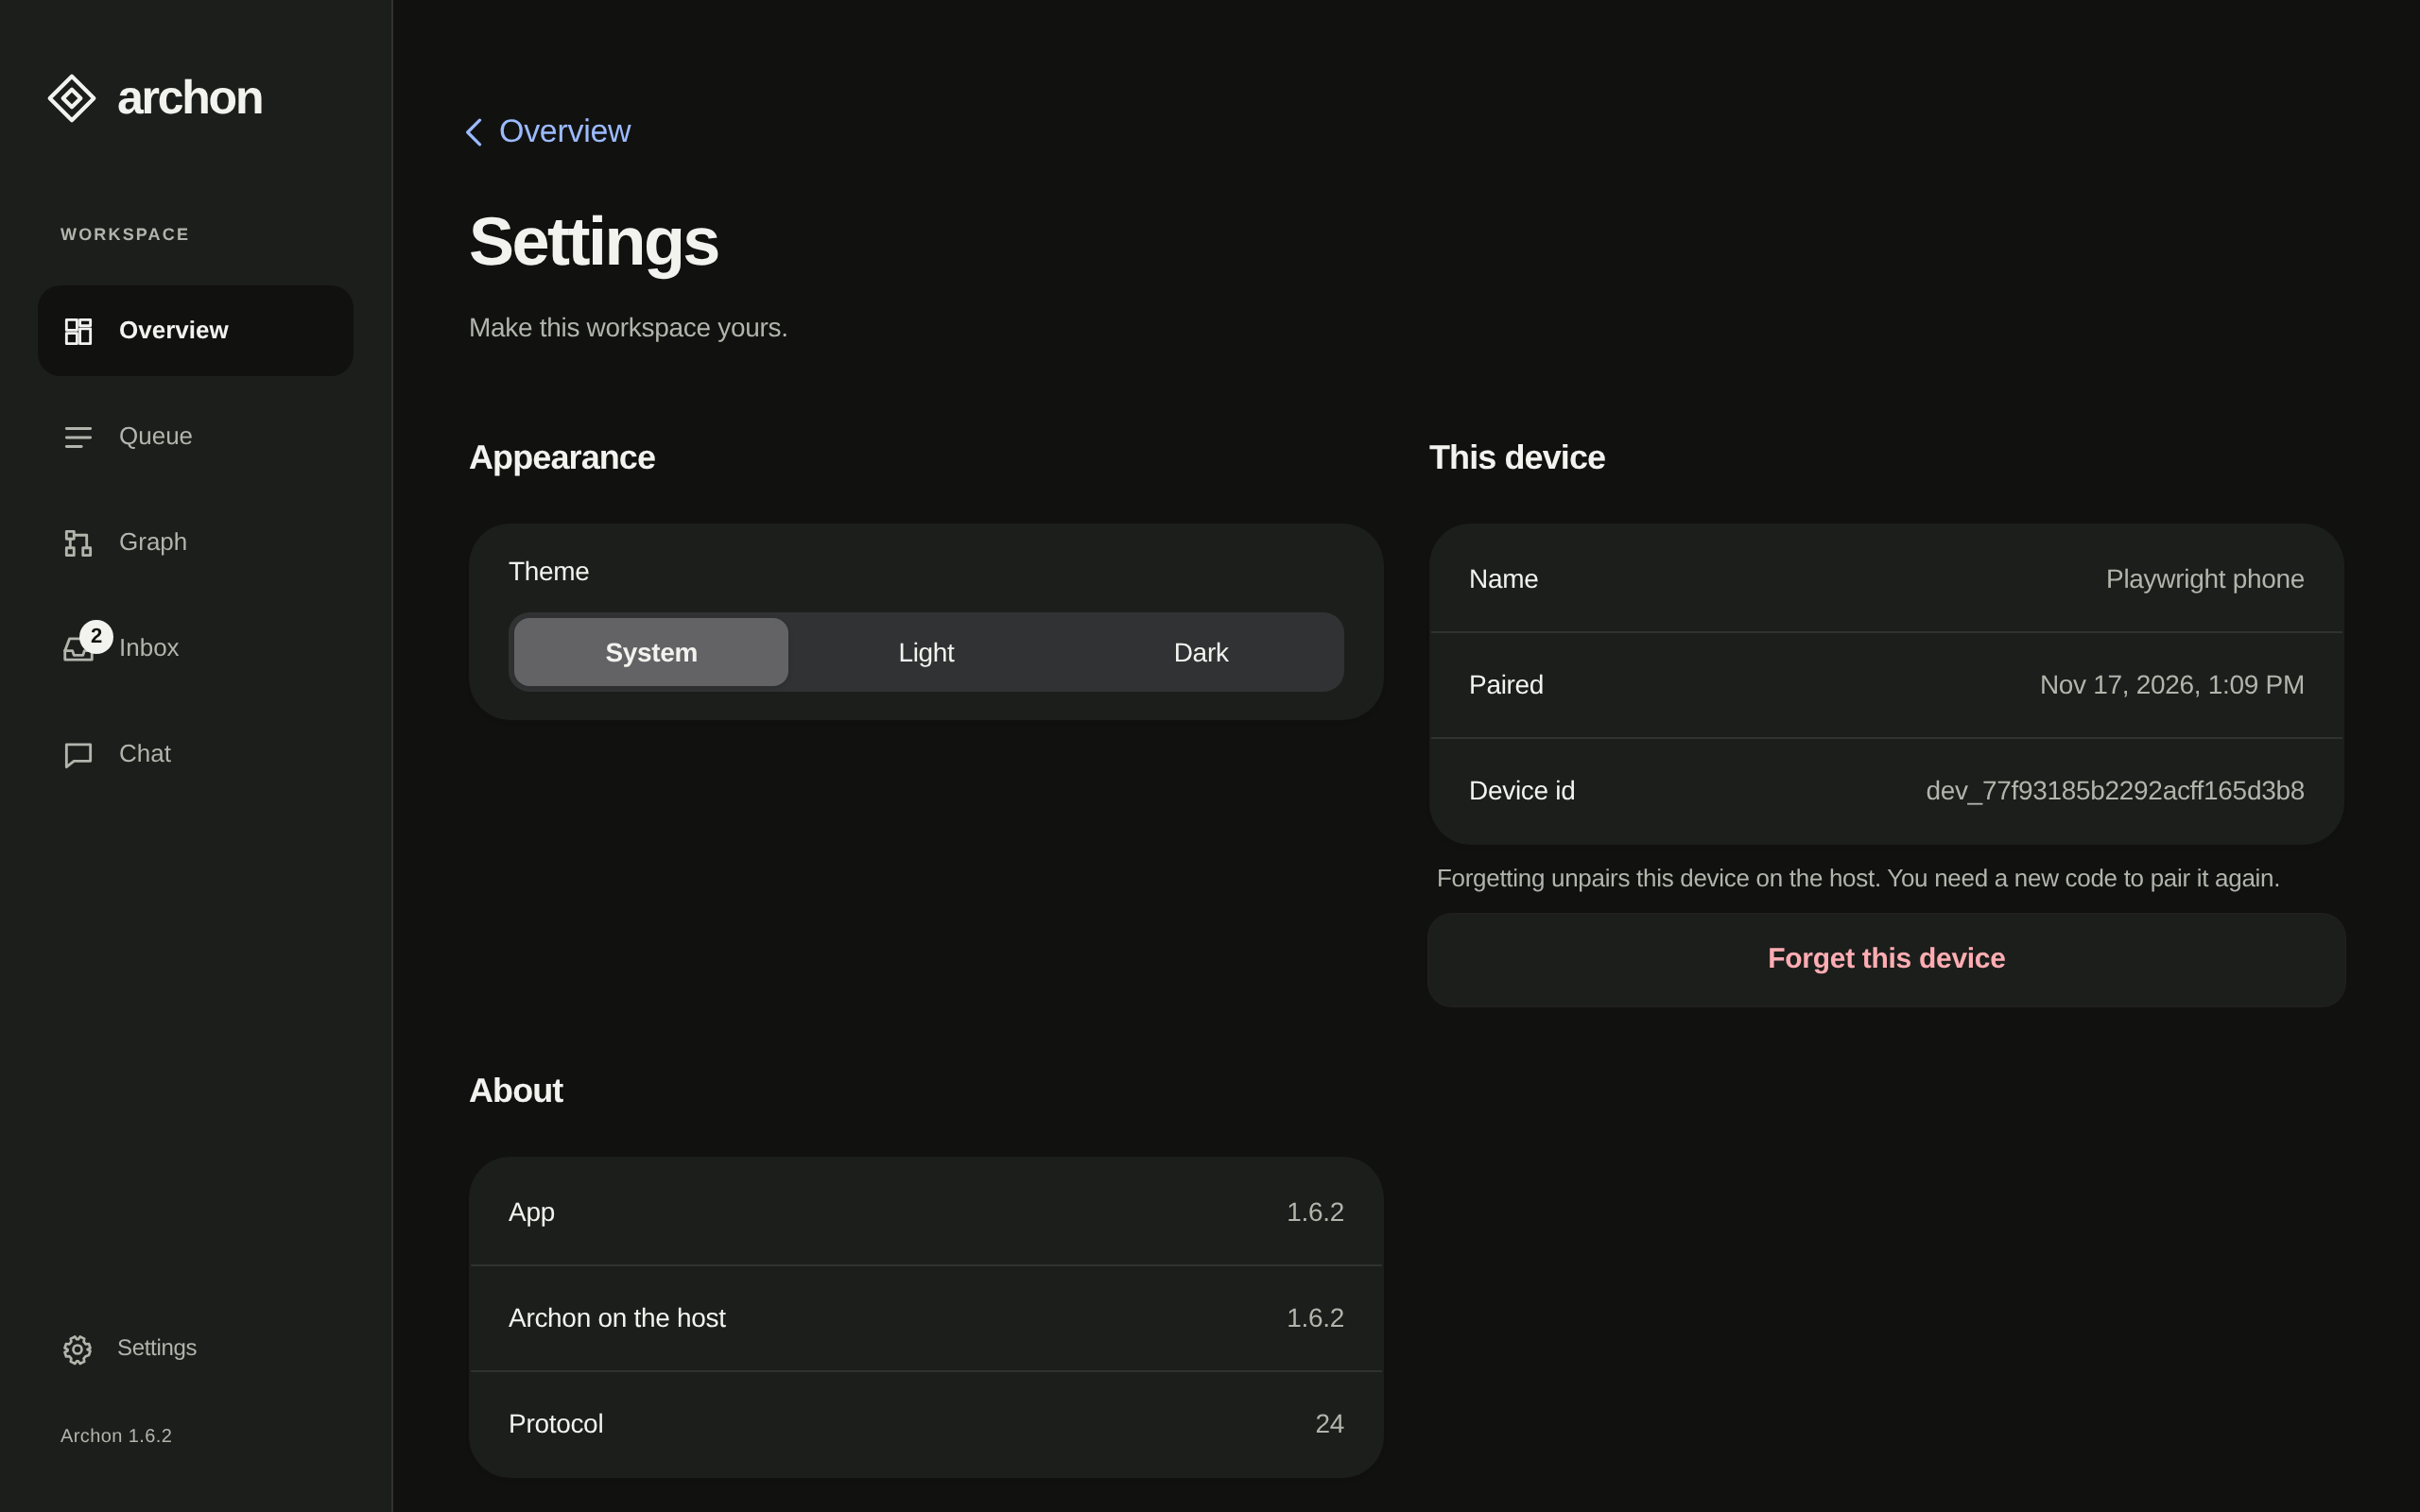 archon
WORKSPACE
Overview
Queue
Graph
2
Inbox
Chat
Settings
Archon 1.6.2
Overview
Settings
Make this workspace yours.
Appearance
Theme
System
Light
Dark
This device
Name
Playwright phone
Paired
Nov 17, 2026, 1:09 PM
Device id
dev_77f93185b2292acff165d3b8
Forgetting unpairs this device on the host. You need a new code to pair it again.
Forget this device
About
App
1.6.2
Archon on the host
1.6.2
Protocol
24